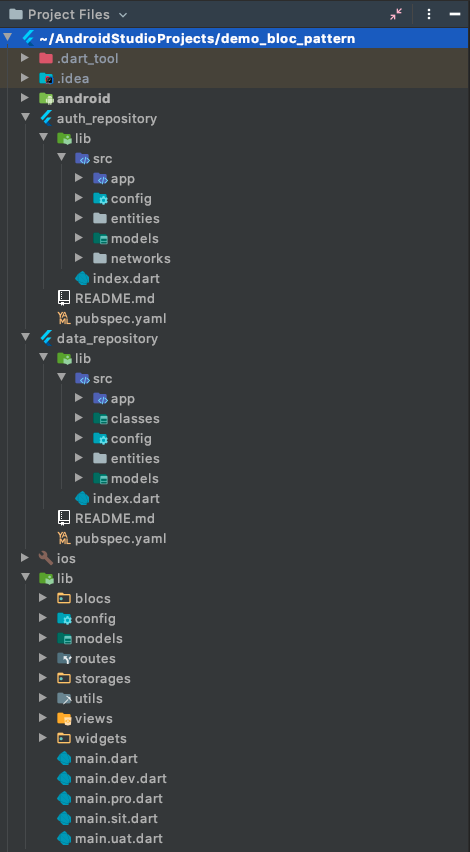 Project Files
~/AndroidStudioProjects/demo_bloc_pattern
.dart_tool
.idea
android
auth_repository
lib
src
app
config
entities
models
networks
index.dart
README.md
pubspec.yaml
data_repository
lib
src
app
classes
config
entities
models
index.dart
README.md
pubspec.yaml
ios
lib
blocs
config
models
routes
storages
utils
views
widgets
main.dart
main.dev.dart
main.pro.dart
main.sit.dart
main.uat.dart